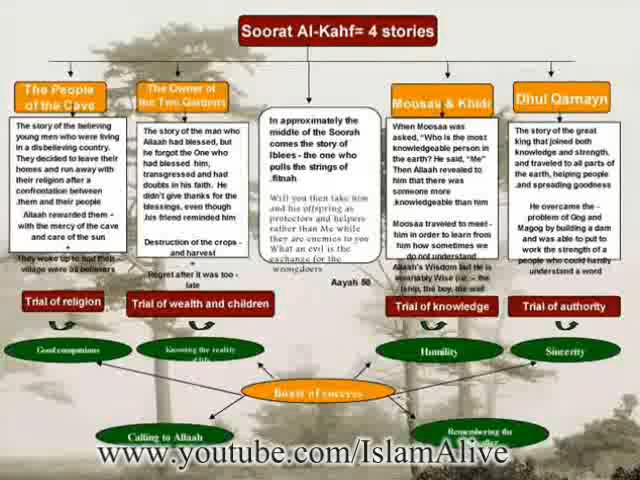 Soorat Al-Kahf= 4 stories
The People
of the Cave
The story of the believing
young men who were living
in a disbelieving country.
They decided to leave their
homes and run away with
their religion after a
confrontation between
.them and their people
Allaah rewarded them -
with the mercy of the cave
and care of the sun
+
They woke up to find their -
village were all believers
Trial of religion
Good companions
The Owner of
the Two Gardens
The story of the man who
Allaah had blessed, but
he forgot the One who
had blessed him,
transgressed and had
doubts in his faith. He
didn't give thanks for the
blessings, even though
.his friend reminded him
Destruction of the crops -
and harvest
+
Regret after it was too -
late
Trial of wealth and children
Knowing the reality
of life
In approximately the
middle of the Soorah
comes the story of
Iblees - the one who
pulls the strings of
.fitnah
Will you then take him
and his offspring as
protectors and helpers
rather than Me while
they are enemies to you
What an evil is the
exchange for the
wrongdoers
Aayah 50
Moosaa & Khidr
When Moosaa was
asked, "Who is the most
knowledgeable person in
the earth? He said, "Me"
Then Allaah revealed to
him that there was
someone more
.knowledgeable than him
Moosaa traveled to meet -
him in order to learn from
him how sometimes we
do not understand
Allaah's Wisdom but He is
invariably Wise (i.e. – the
ship, the boy, the wall
Trial of knowledge
Humility
Dhul Qarnayn
The story of the great
king that joined both
knowledge and strength,
and traveled to all parts of
the earth, helping people
.and spreading goodness
He overcame the -
problem of Gog and
Magog by building a dam
and was able to put to
work the strength of a
people who could hardly
understand a word
Trial of authority
Sincerity
Boats of success
Calling to Allaah
Remembering the
www.youtube.com/IslamAlive